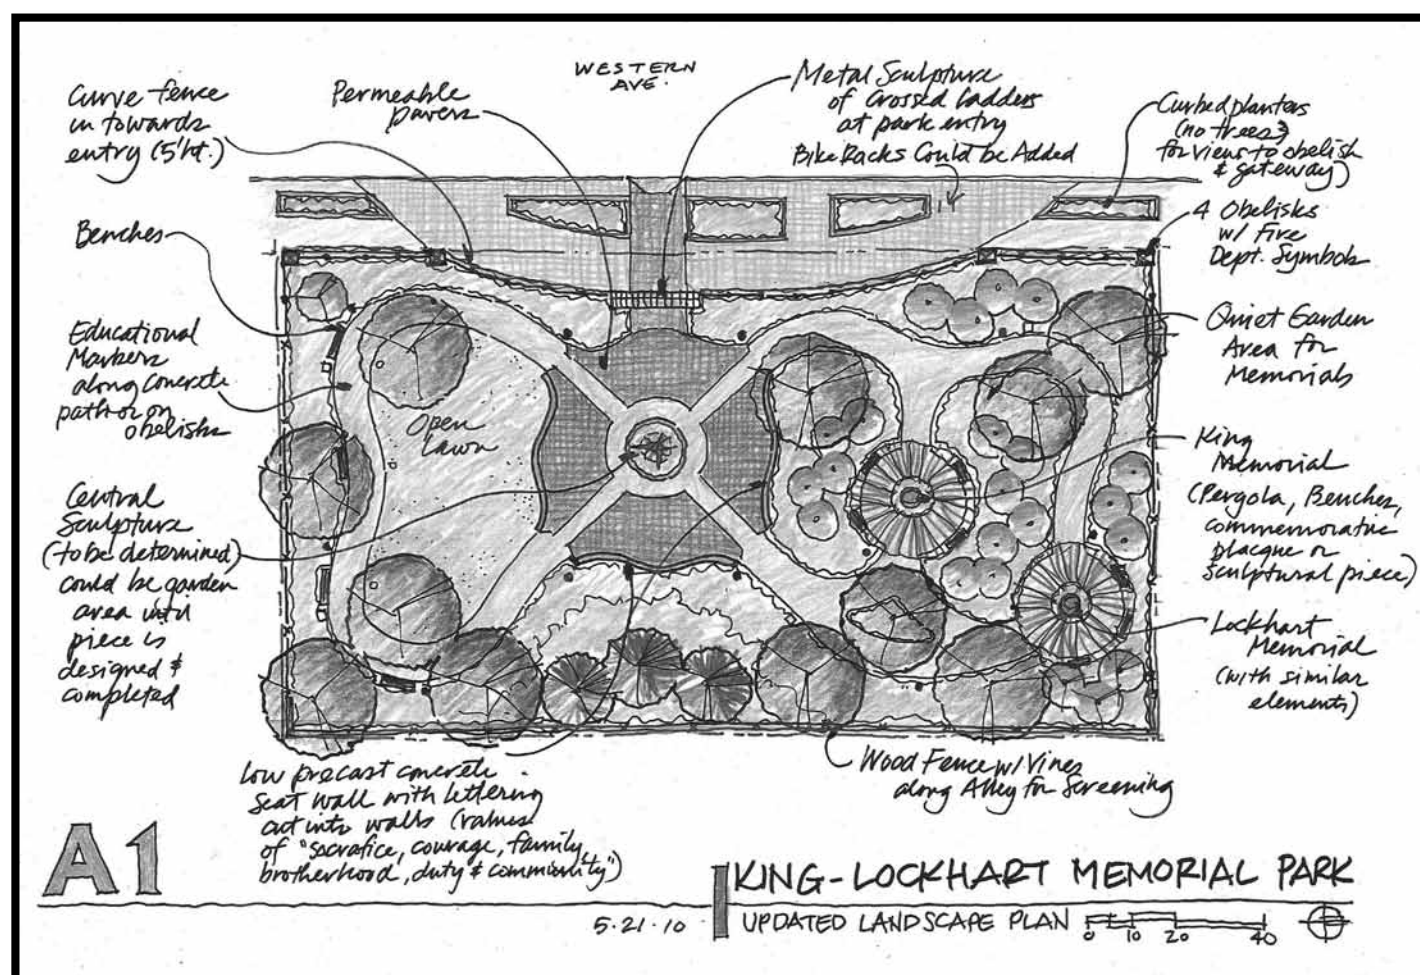 Curve fence
in towards
entry (5'ht.)
Permeable
pavers
WESTERN
AVE.
Metal Sculpture
of Crossed Ladders
at park entry
Bike Racks Could be Added
Curbed planters
(no trees
for views to obelisk
& gateway)
4 Obelisks
w/ Fire
Dept. Symbols
Benches
Educational
Markers
along Concrete
path or on
obelisks
Quiet Garden
Area for
Memorials
Open
Lawn
King
Memorial
(Pergola, Benches,
commemorative
placque or
sculptural piece)
Central
Sculpture
(to be determined)
could be garden
area until
piece is
designed &
completed
Lockhart
Memorial
(with similar
elements)
Low precast concrete
seat wall with lettering
cut into walls (values
of "socrafice, courage, family,
brotherhood, duty & community")
Wood Fence w/ Vines
along Alley for Screening
A1
KING-LOCKHART MEMORIAL PARK
5·21·10
UPDATED LANDSCAPE PLAN
0 10 20 40